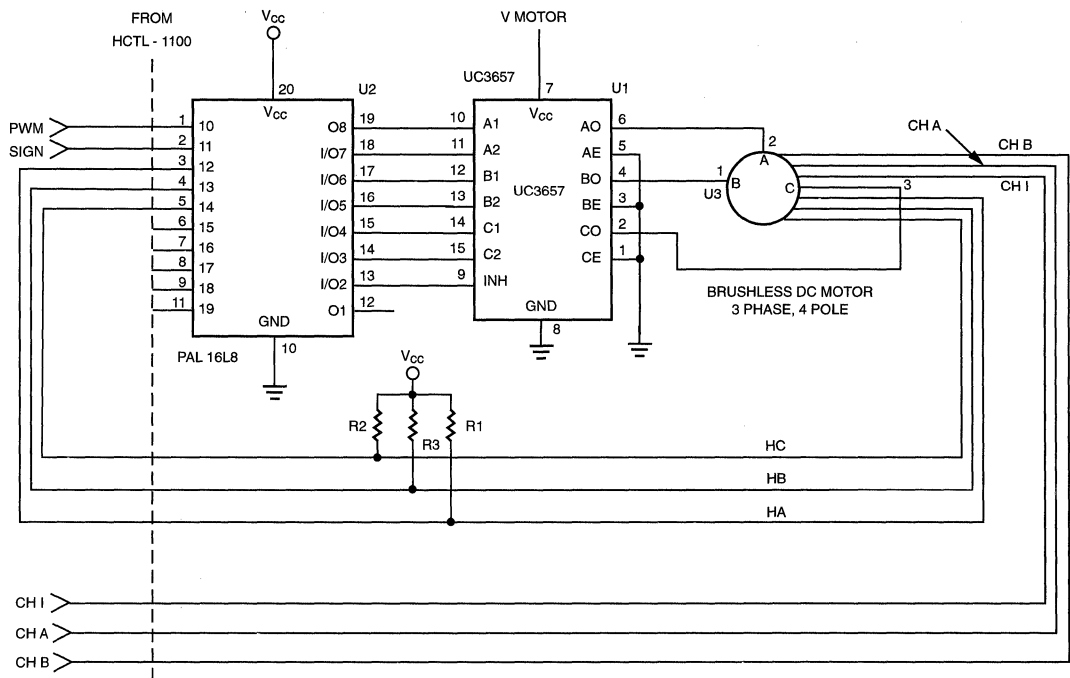 FROM
HCTL - 1100
VCC
V MOTOR
UC3657
20
U2
7
U1
PWM
SIGN
1 10
2 11
3 12
4 13
5 14
6 15
7 16
8 17
9 18
11 19
VCC
O8 19
I/O7 18
I/O6 17
I/O5 16
I/O4 15
I/O3 14
I/O2 13
O1 12
GND
10
PAL 16L8
10 A1
11 A2
12 B1
13 B2
14 C1
15 C2
9 INH
VCC
UC3657
AO 6
AE 5
BO 4
BE 3
CO 2
CE 1
GND
8
2
A
1 B
U3
C
3
CH A
CH B
CH I
BRUSHLESS DC MOTOR
3 PHASE, 4 POLE
VCC
R2
R3
R1
HC
HB
HA
CH I
CH A
CH B